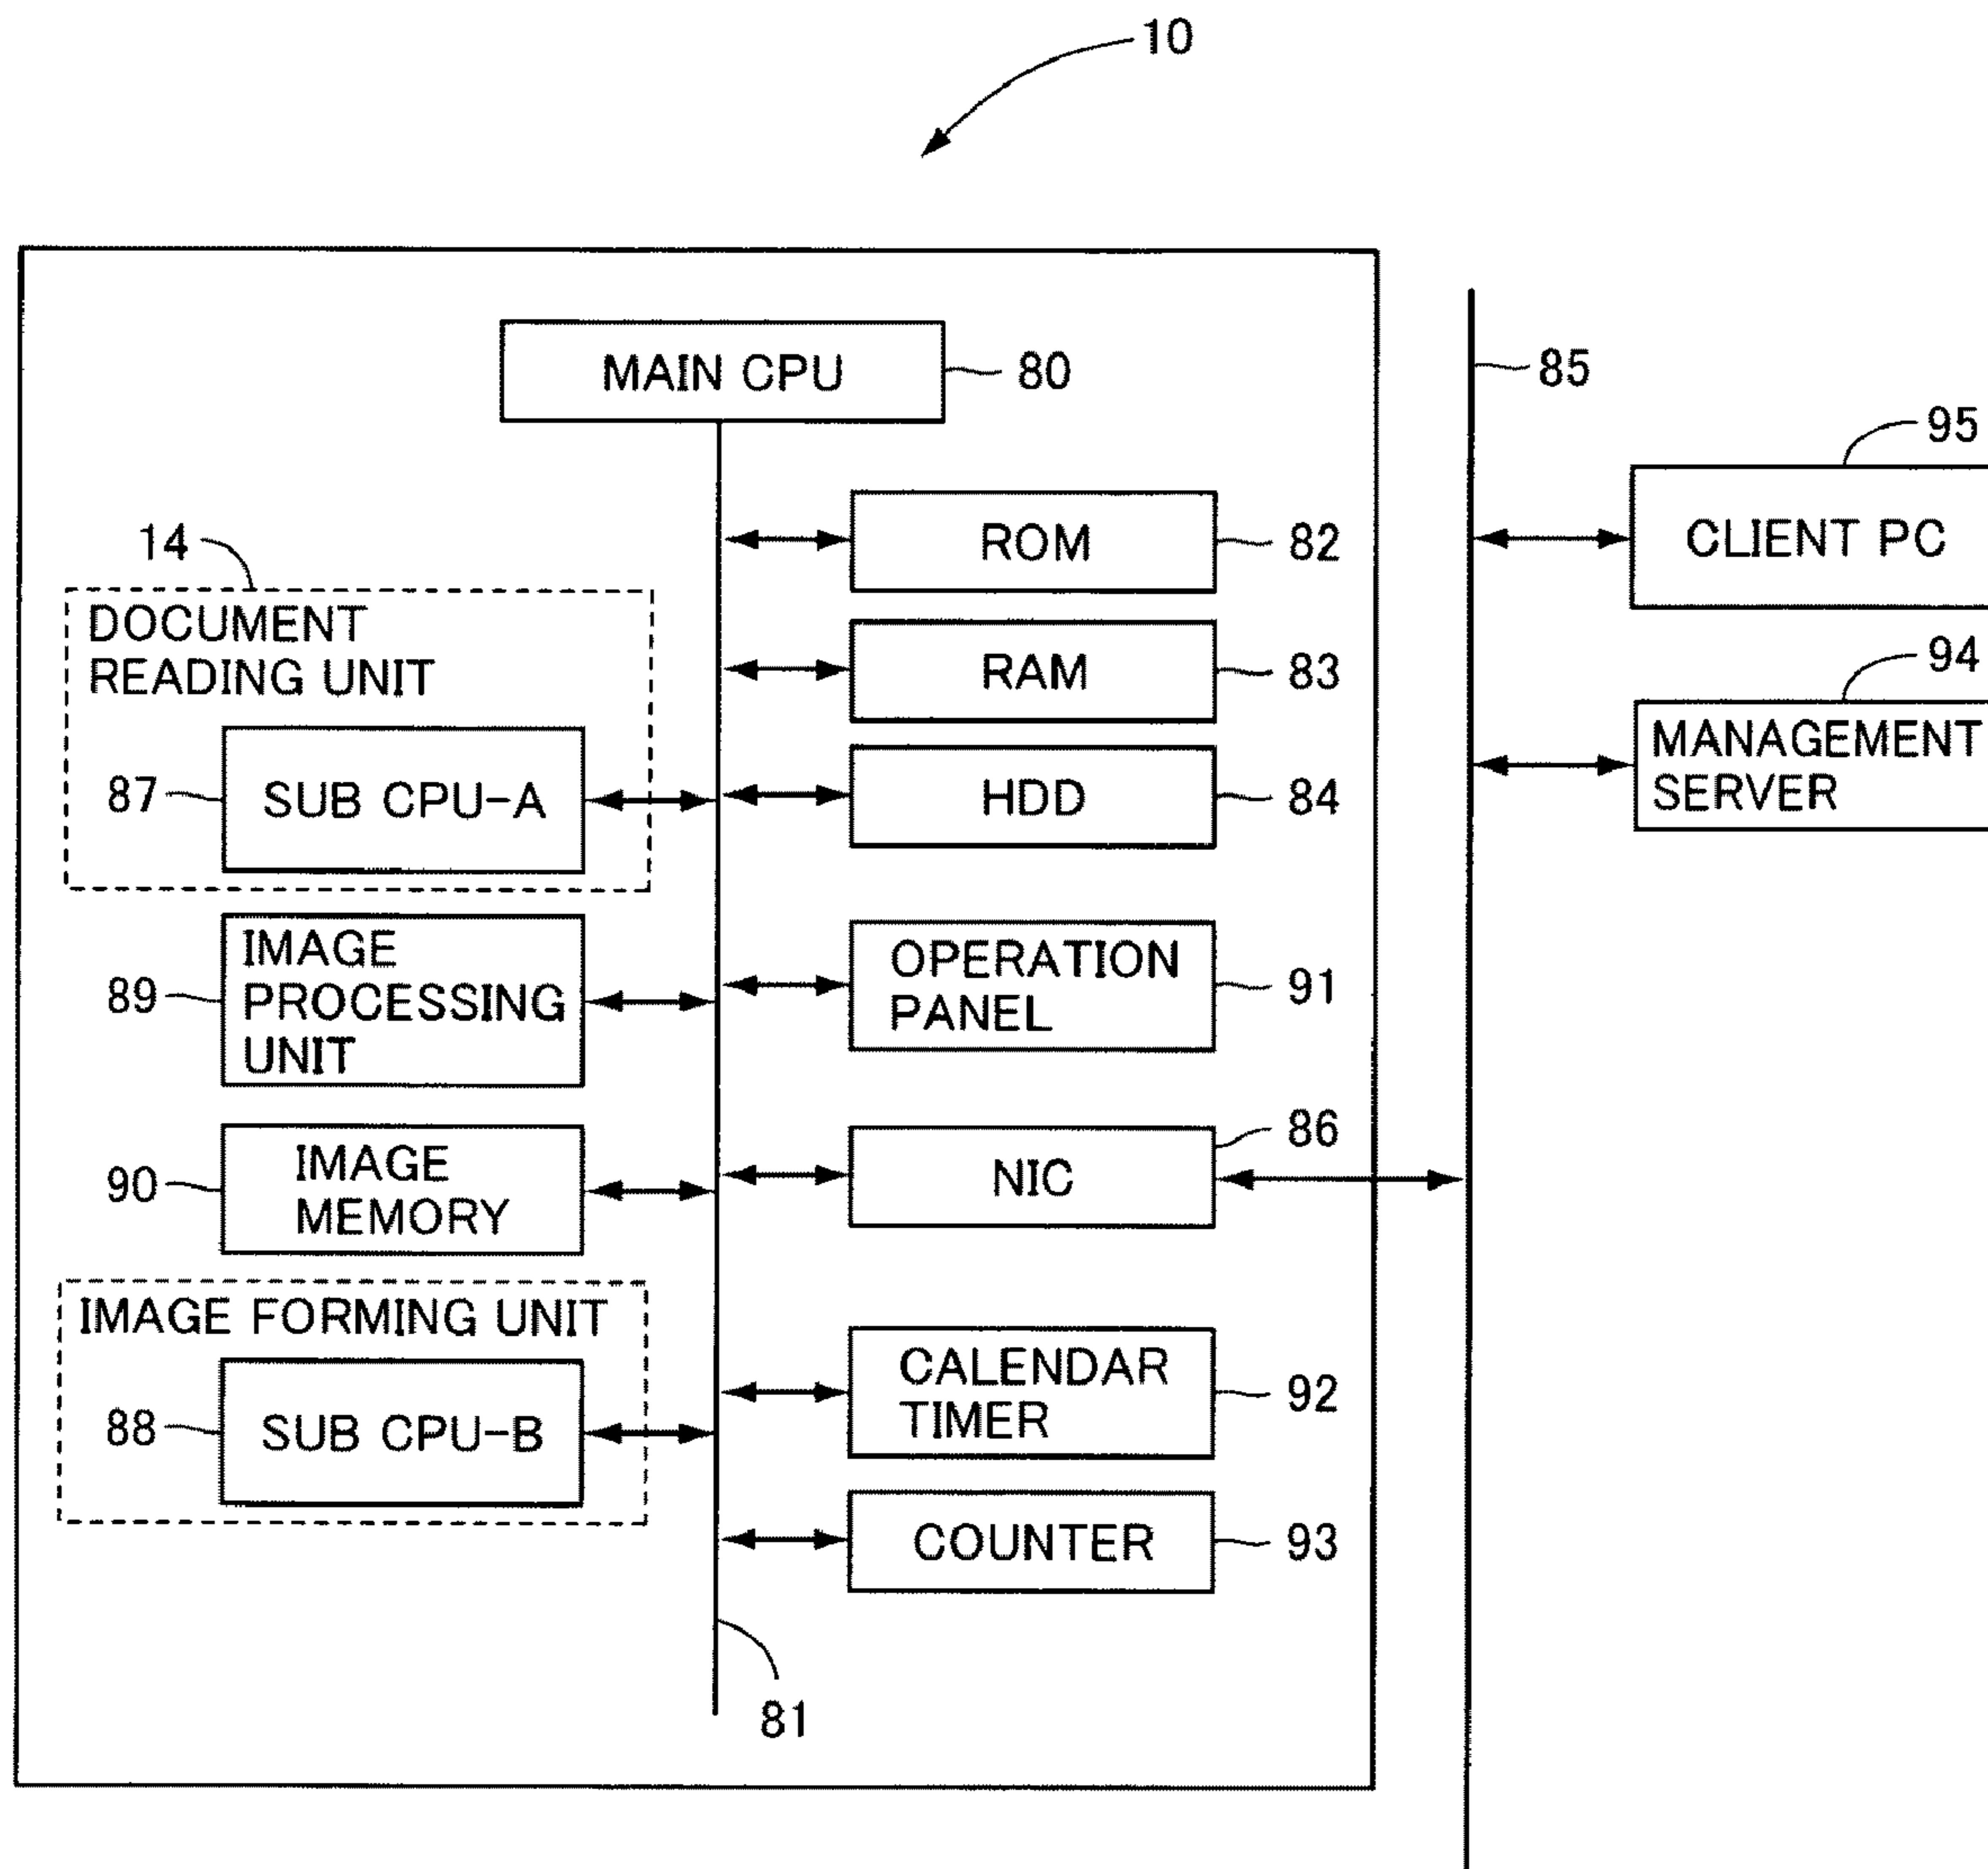 10
MAIN CPU
80
85
95
CLIENT PC
94
MANAGEMENT
SERVER
14
DOCUMENT
READING UNIT
87
SUB CPU-A
ROM
82
RAM
83
HDD
84
89
IMAGE
PROCESSING
UNIT
OPERATION
PANEL
91
90
IMAGE
MEMORY
NIC
86
IMAGE FORMING UNIT
88
SUB CPU-B
CALENDAR
TIMER
92
COUNTER
93
81